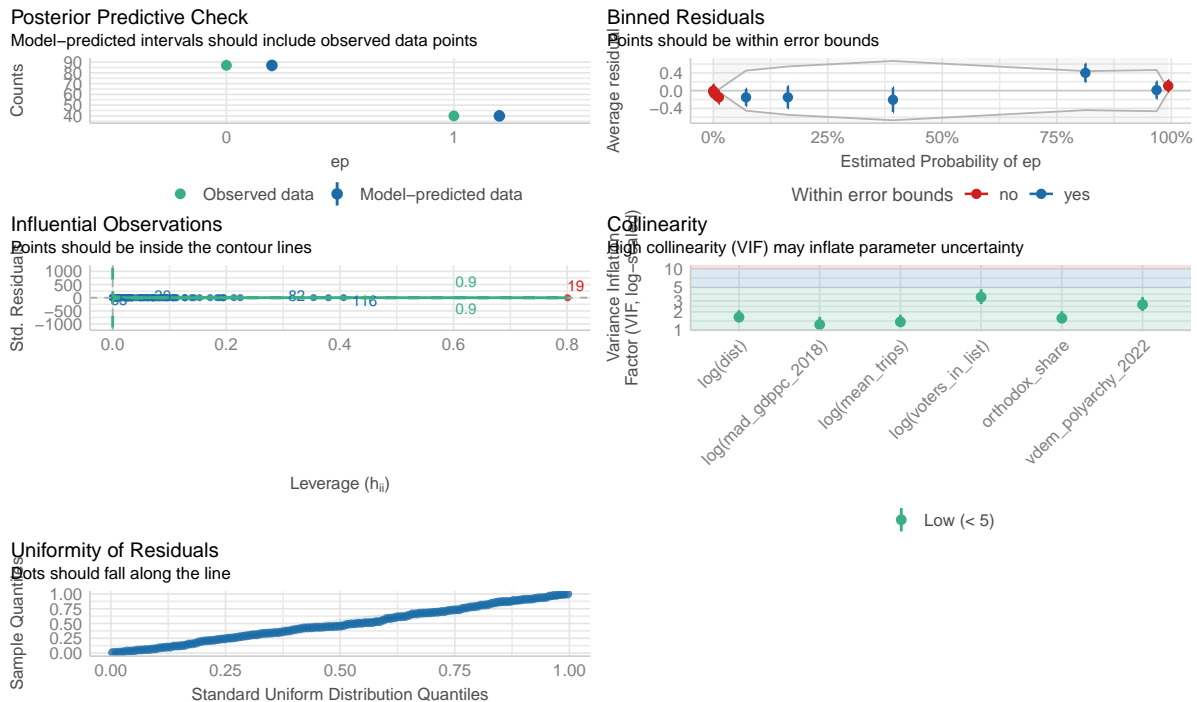 Posterior Predictive Check
Model−predicted intervals should include observed data points
Counts
90
80
70
60
50
40
0
1
ep
Observed data
Model−predicted data
Binned Residuals
Points should be within error bounds
Average residual
0.4
0.0
−0.4
0%
25%
50%
75%
100%
Estimated Probability of ep
Within error bounds
no
yes
Influential Observations
Points should be inside the contour lines
Std. Residuals
1000
500
0
−500
−1000
0.9
0.9
19
82
116
0.0
0.2
0.4
0.6
0.8
Leverage (hii)
Collinearity
High collinearity (VIF) may inflate parameter uncertainty
Variance Inflation
Factor (VIF, log−scaled)
10
5
3
2
1
log(dist)
log(mad_gdppc_2018)
log(mean_trips)
log(voters_in_list)
orthodox_share
vdem_polyarchy_2022
Low (< 5)
Uniformity of Residuals
Dots should fall along the line
Sample Quantiles
1.00
0.75
0.50
0.25
0.00
0.00
0.25
0.50
0.75
1.00
Standard Uniform Distribution Quantiles